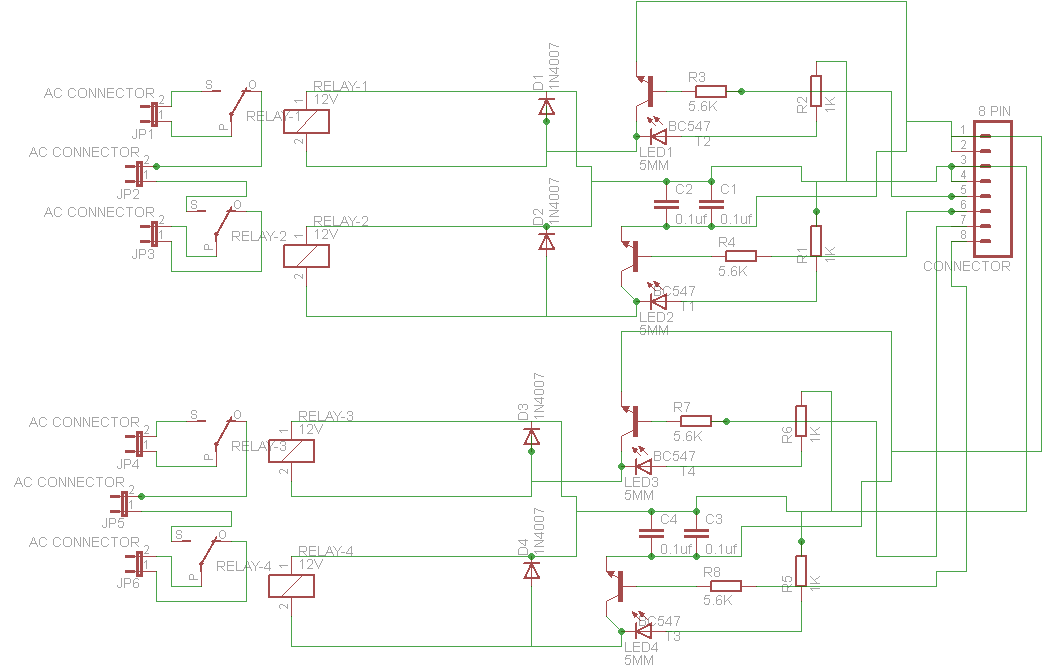 AC CONNECTOR
S
O
2
1
P
JP1
RELAY-1
RELAY-1
12V
1
2
D1
1N4007
R3
5.6K
R2
1K
BC547
T2
LED1
5MM
8 PIN
1
2
3
4
5
6
7
8
CONNECTOR
AC CONNECTOR
2
1
JP2
AC CONNECTOR
S
O
2
1
P
JP3
RELAY-2
RELAY-2
12V
1
2
D2
1N4007
C2
0.1uf
C1
0.1uf
R4
5.6K
R1
1K
BC547
T1
LED2
5MM
AC CONNECTOR
S
O
2
1
P
JP4
RELAY-3
RELAY-3
12V
1
2
D3
1N4007
R7
5.6K
R6
1K
BC547
T4
LED3
5MM
AC CONNECTOR
2
1
JP5
AC CONNECTOR
S
O
2
1
P
JP6
RELAY-4
RELAY-4
12V
1
2
D4
1N4007
C4
0.1uf
C3
0.1uf
R8
5.6K
R5
1K
BC547
T3
LED4
5MM